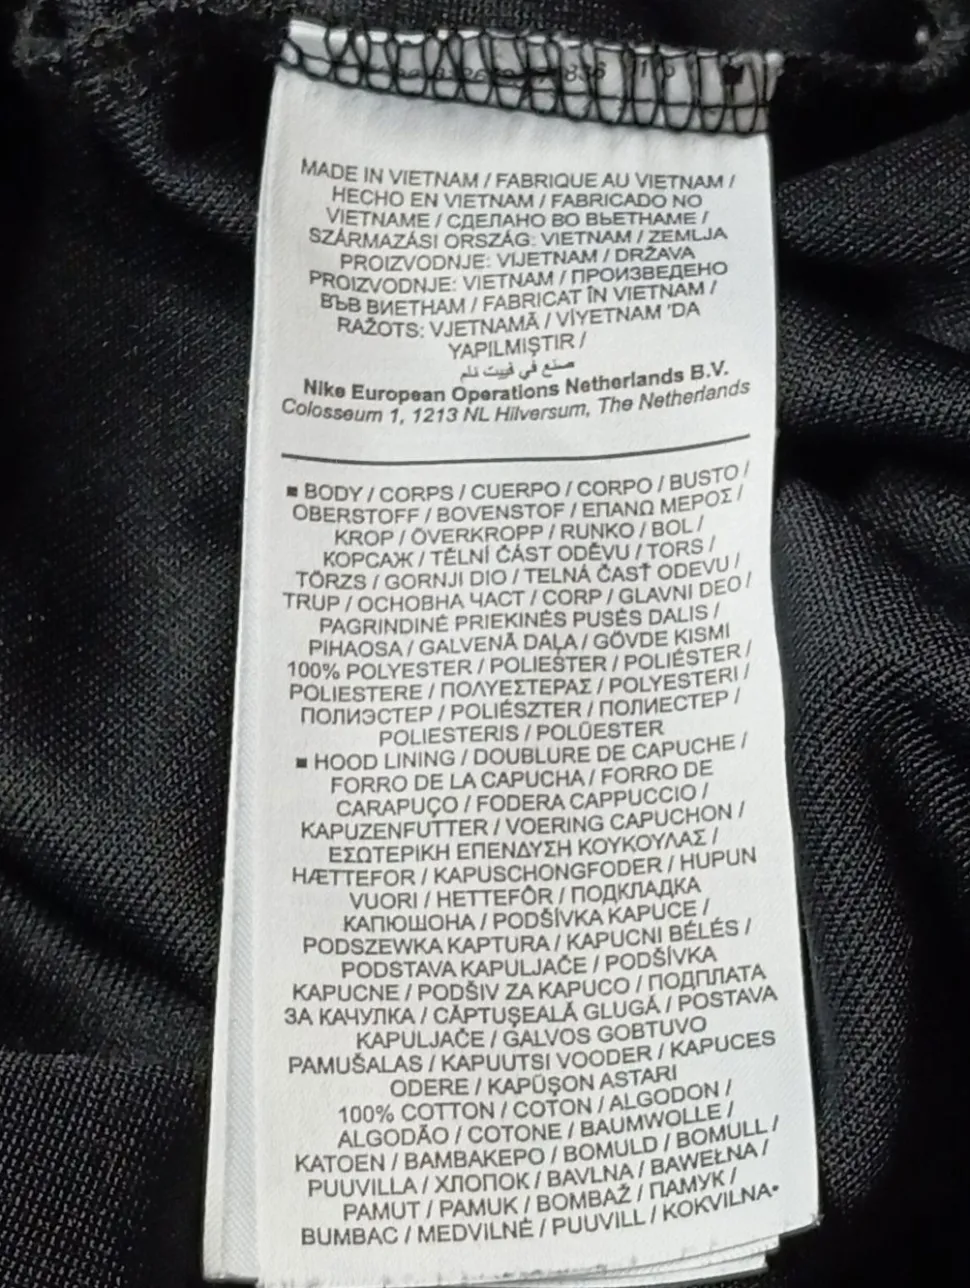 MADE IN VIETNAM / FABRIQUE AU VIETNAM /
HECHO EN VIETNAM / FABRICADO NO
VIETNAME / СДЕЛАНО ВО ВЬЕТНАМЕ /
SZÁRMAZÁSI ORSZÁG: VIETNAM / ZEMLJA
PROIZVODNJE: VIJETNAM / DRŽAVA
PROIZVODNJE: VIETNAM / ПРОИЗВЕДЕНО
ВЪВ ВИЕТНАМ / FABRICAT ÎN VIETNAM /
RAŽOTS: VJETNAMĀ / VİYETNAM 'DA
YAPILMIŞTIR /
صنع في فييت نام
Nike European Operations Netherlands B.V.
Colosseum 1, 1213 NL Hilversum, The Netherlands
■ BODY / CORPS / CUERPO / CORPO / BUSTO /
OBERSTOFF / BOVENSTOF / ΕΠΑΝΩ ΜΕΡΟΣ /
KROP / ÖVERKROPP / RUNKO / BOL /
КОРСАЖ / TĚLNÍ ČÁST ODĚVU / TORS /
TÖRZS / GORNJI DIO / TELNÁ ČASŤ ODEVU /
TRUP / ОСНОВНА ЧАСТ / CORP / GLAVNI DEO /
PAGRINDINĖ PRIEKINĖS PUSĖS DALIS /
PIHAOSA / GALVENĀ DAĻA / GÖVDE KISMI
100% POLYESTER / POLIESTER / POLIÉSTER /
POLIESTERE / ΠΟΛΥΕΣΤΕΡΑΣ / POLYESTERI /
ПОЛИЭСТЕР / POLIÉSZTER / ПОЛИЕСТЕР /
POLIESTERIS / POLÜESTER
■ HOOD LINING / DOUBLURE DE CAPUCHE /
FORRO DE LA CAPUCHA / FORRO DE
CARAPUÇO / FODERA CAPPUCCIO /
KAPUZENFUTTER / VOERING CAPUCHON /
ΕΣΩΤΕΡΙΚΗ ΕΠΕΝΔΥΣΗ ΚΟΥΚΟΥΛΑΣ /
HÆTTEFOR / KAPUSCHONGFODER / HUPUN
VUORI / HETTEFÔR / ПОДКЛАДКА
КАПЮШОНА / PODŠÍVKA KAPUCE /
PODSZEWKA KAPTURA / KAPUCNI BÉLÉS /
PODSTAVA KAPULJAČE / PODŠÍVKA
KAPUCNE / PODŠIV ZA KAPUCO / ПОДПЛАТА
ЗА КАЧУЛКА / CĂPTUȘEALĂ GLUGĂ / POSTAVA
KAPULJAČE / GALVOS GOBTUVO
PAMUŠALAS / KAPUUTSI VOODER / KAPUCES
ODERE / KAPÜŞON ASTARI
100% COTTON / COTON / ALGODON /
ALGODÃO / COTONE / BAUMWOLLE /
KATOEN / ΒΑΜΒΑΚΕΡΟ / BOMULD / BOMULL /
PUUVILLA / ХЛОПОК / BAVLNA / BAWEŁNA /
PAMUT / PAMUK / BOMBAŽ / ПАМУК /
BUMBAC / MEDVILNĖ / PUUVILL / KOKVILNA•